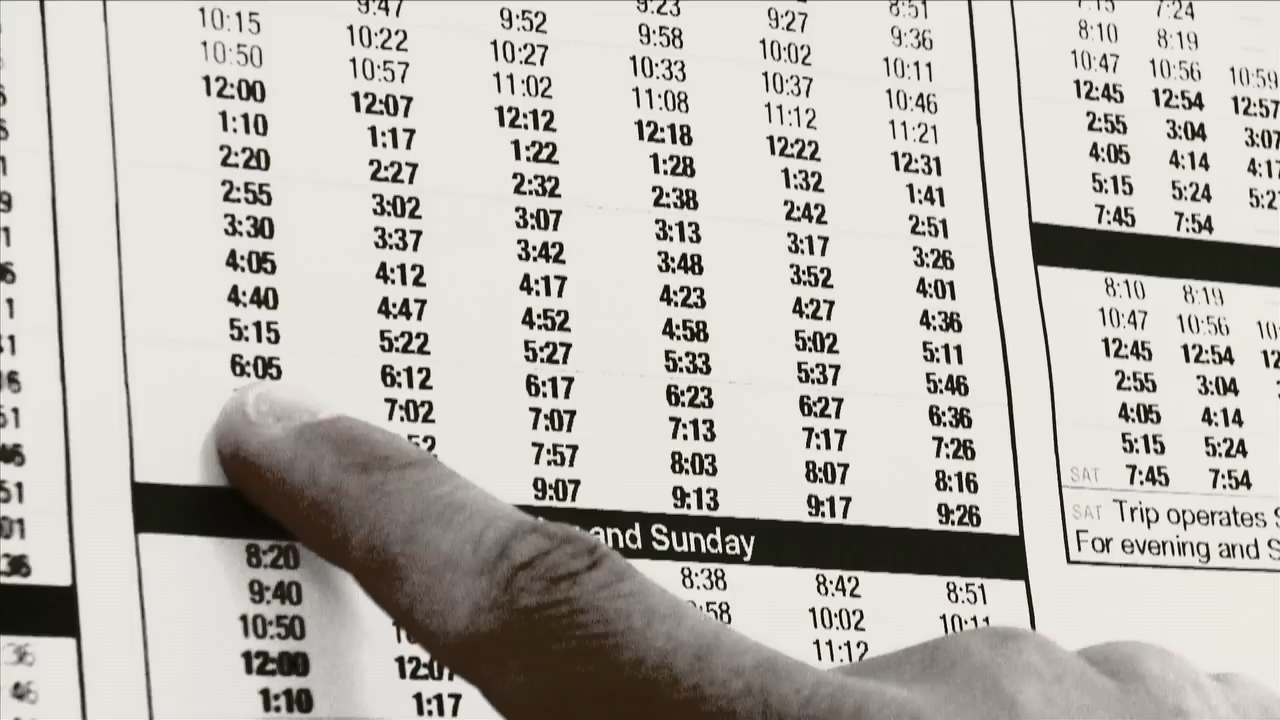 8:51
9:23 9:27 9:36
9:47 9:52 9:58 10:02 10:11
10:15 10:22 10:27 10:33 10:37 10:46
10:50 10:57 11:02 11:08 11:12 11:21
12:00 12:07 12:12 12:18 12:22 12:31
1:10 1:17 1:22 1:28 1:32 1:41
2:20 2:27 2:32 2:38 2:42 2:51
2:55 3:02 3:07 3:13 3:17 3:26
3:30 3:37 3:42 3:48 3:52 4:01
4:05 4:12 4:17 4:23 4:27 4:36
4:40 4:47 4:52 4:58 5:02 5:11
5:15 5:22 5:27 5:33 5:37 5:46
6:05 6:12 6:17 6:23 6:27 6:36
7:02 7:07 7:13 7:17 7:26
7:57 8:03 8:07 8:16
9:07 9:13 9:17 9:26
and Sunday
8:20 8:38 8:42 8:51
9:40 10:02 10:11
10:50 11:12
12:00 12:07
1:10 1:17
7:15 7:24
8:10 8:19
10:47 10:56 10:59
12:45 12:54 12:57
2:55 3:04 3:07
4:05 4:14 4:17
5:15 5:24
7:45 7:54
8:10 8:19
10:47 10:56
12:45 12:54
2:55 3:04
4:05 4:14
5:15 5:24
SAT 7:45 7:54
SAT Trip operates
For evening and